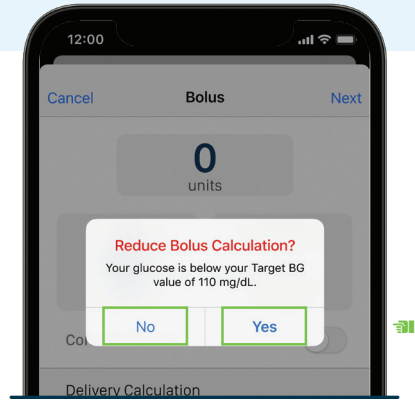 12:00
Cancel Bolus Next
0
units
Reduce Bolus Calculation?
Your glucose is below your Target BG
value of 110 mg/dL.
No Yes
Delivery Calculation